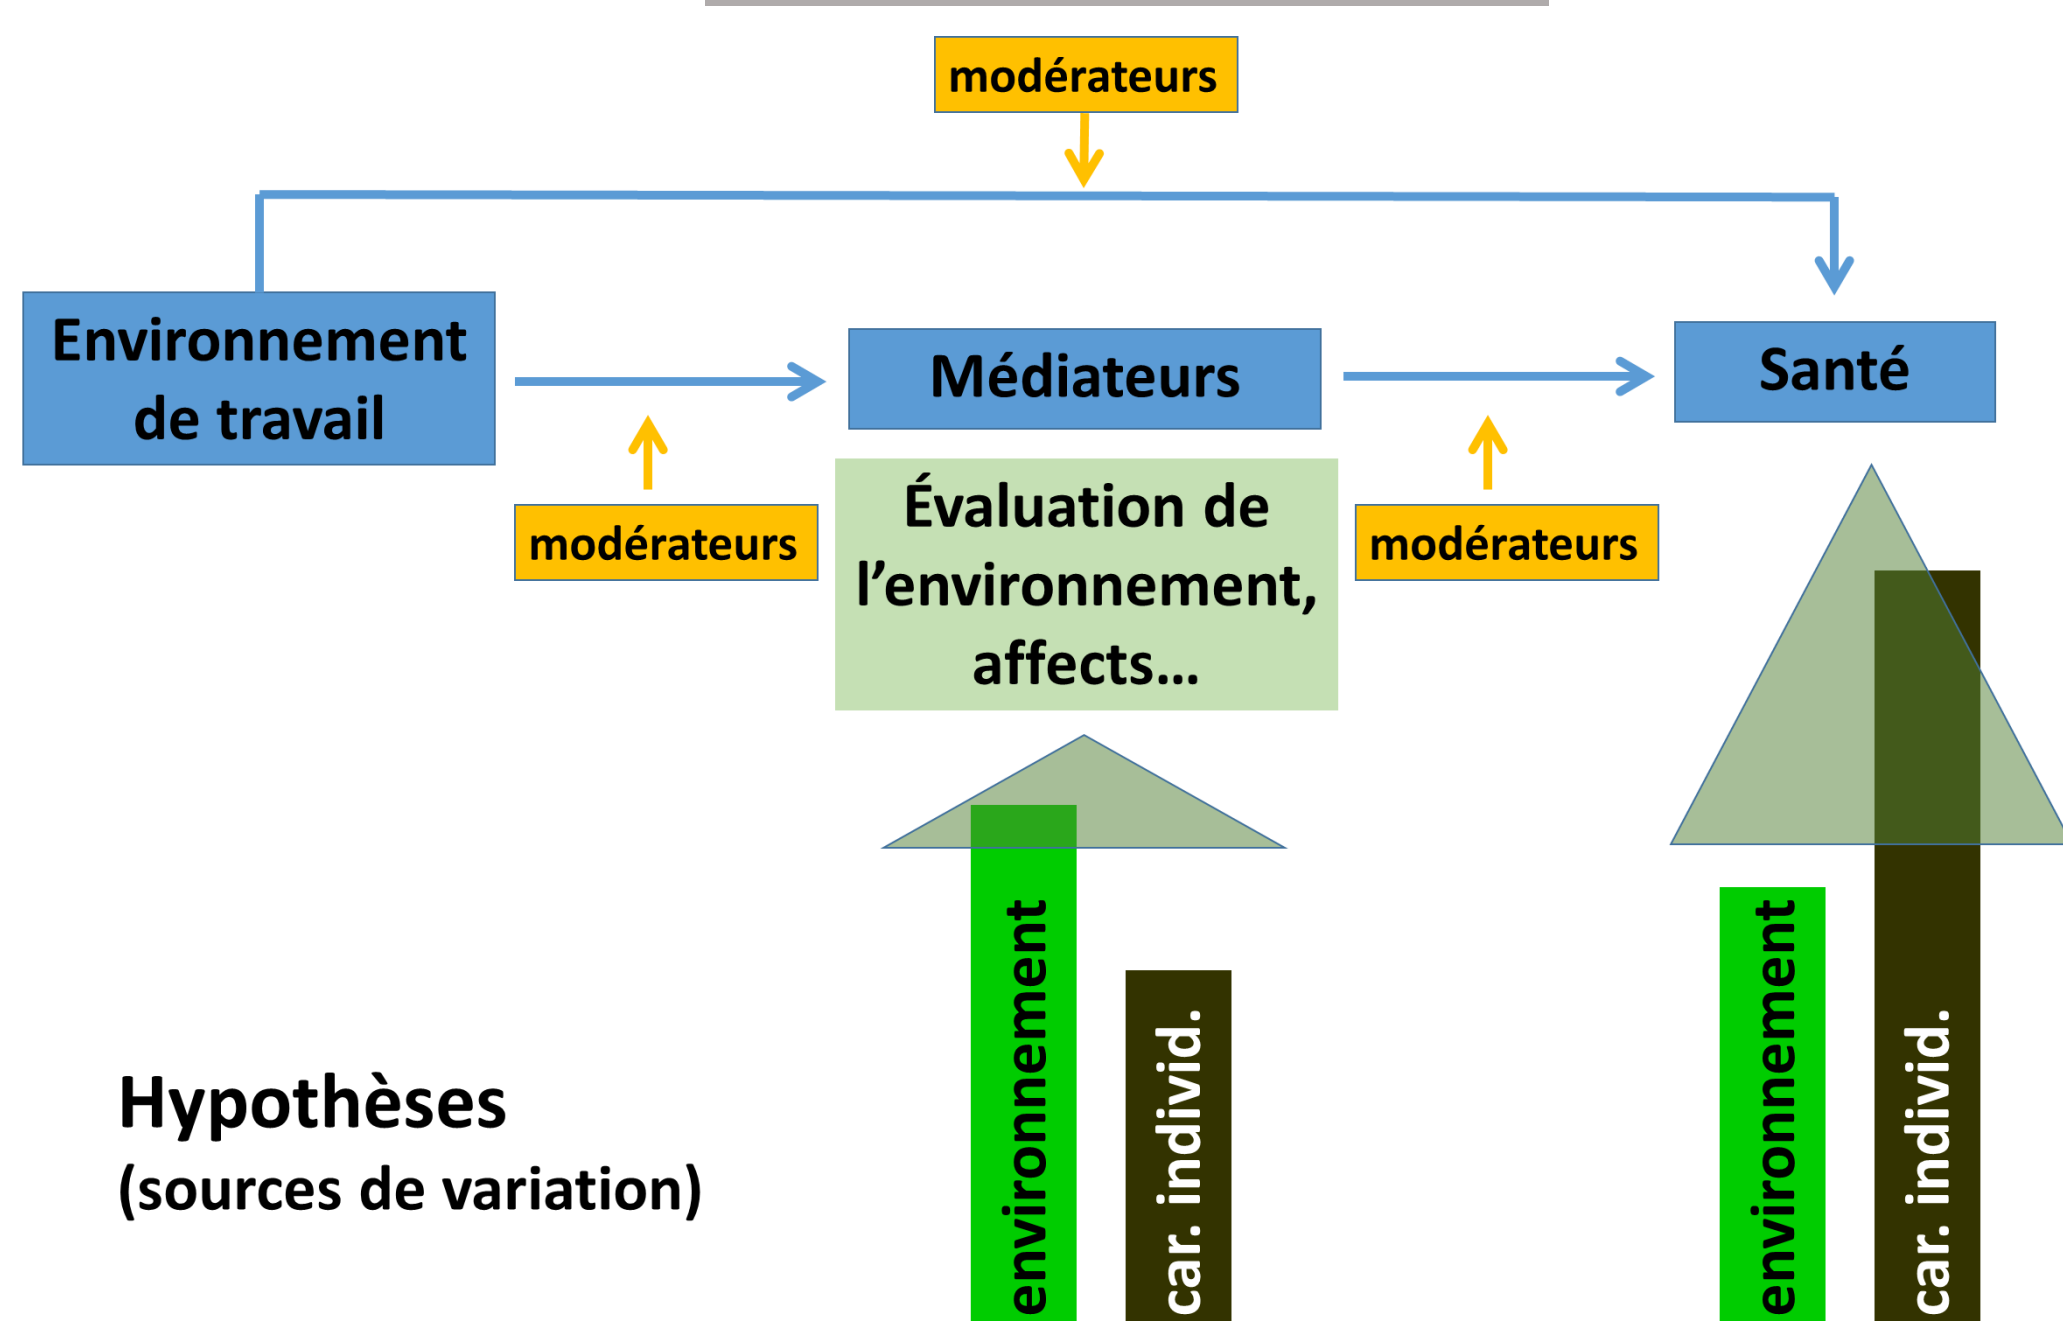 modérateurs
Environnement
de travail
Médiateurs
Santé
modérateurs
Évaluation de
l’environnement,
affects...
modérateurs
Hypothèses
(sources de variation)
environnement
car. individ.
environnement
car. individ.